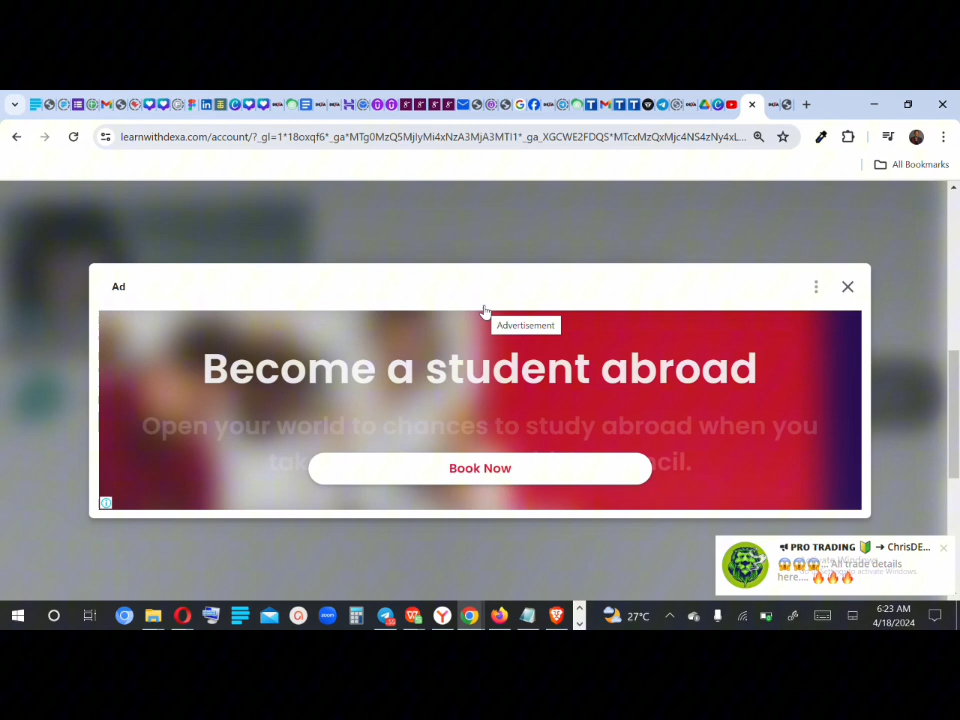 learnwithdexa.com/account/?_gl=1*18oxqf6*_ga*MTg0MzQ5MjIyMi4xNzA3MjA3MTI1*_ga_XGCWE2FDQS*MTcxMzQxMjc4NS4zNy4xL...
All Bookmarks
Ad
Advertisement
Become a student abroad
Open your world to chances to study abroad when you
Book Now
PRO TRADING 🔰 → ChrisDE...
😱😱😱... All trade details
here.... 🔥🔥🔥
27°C
6:23 AM
4/18/2024